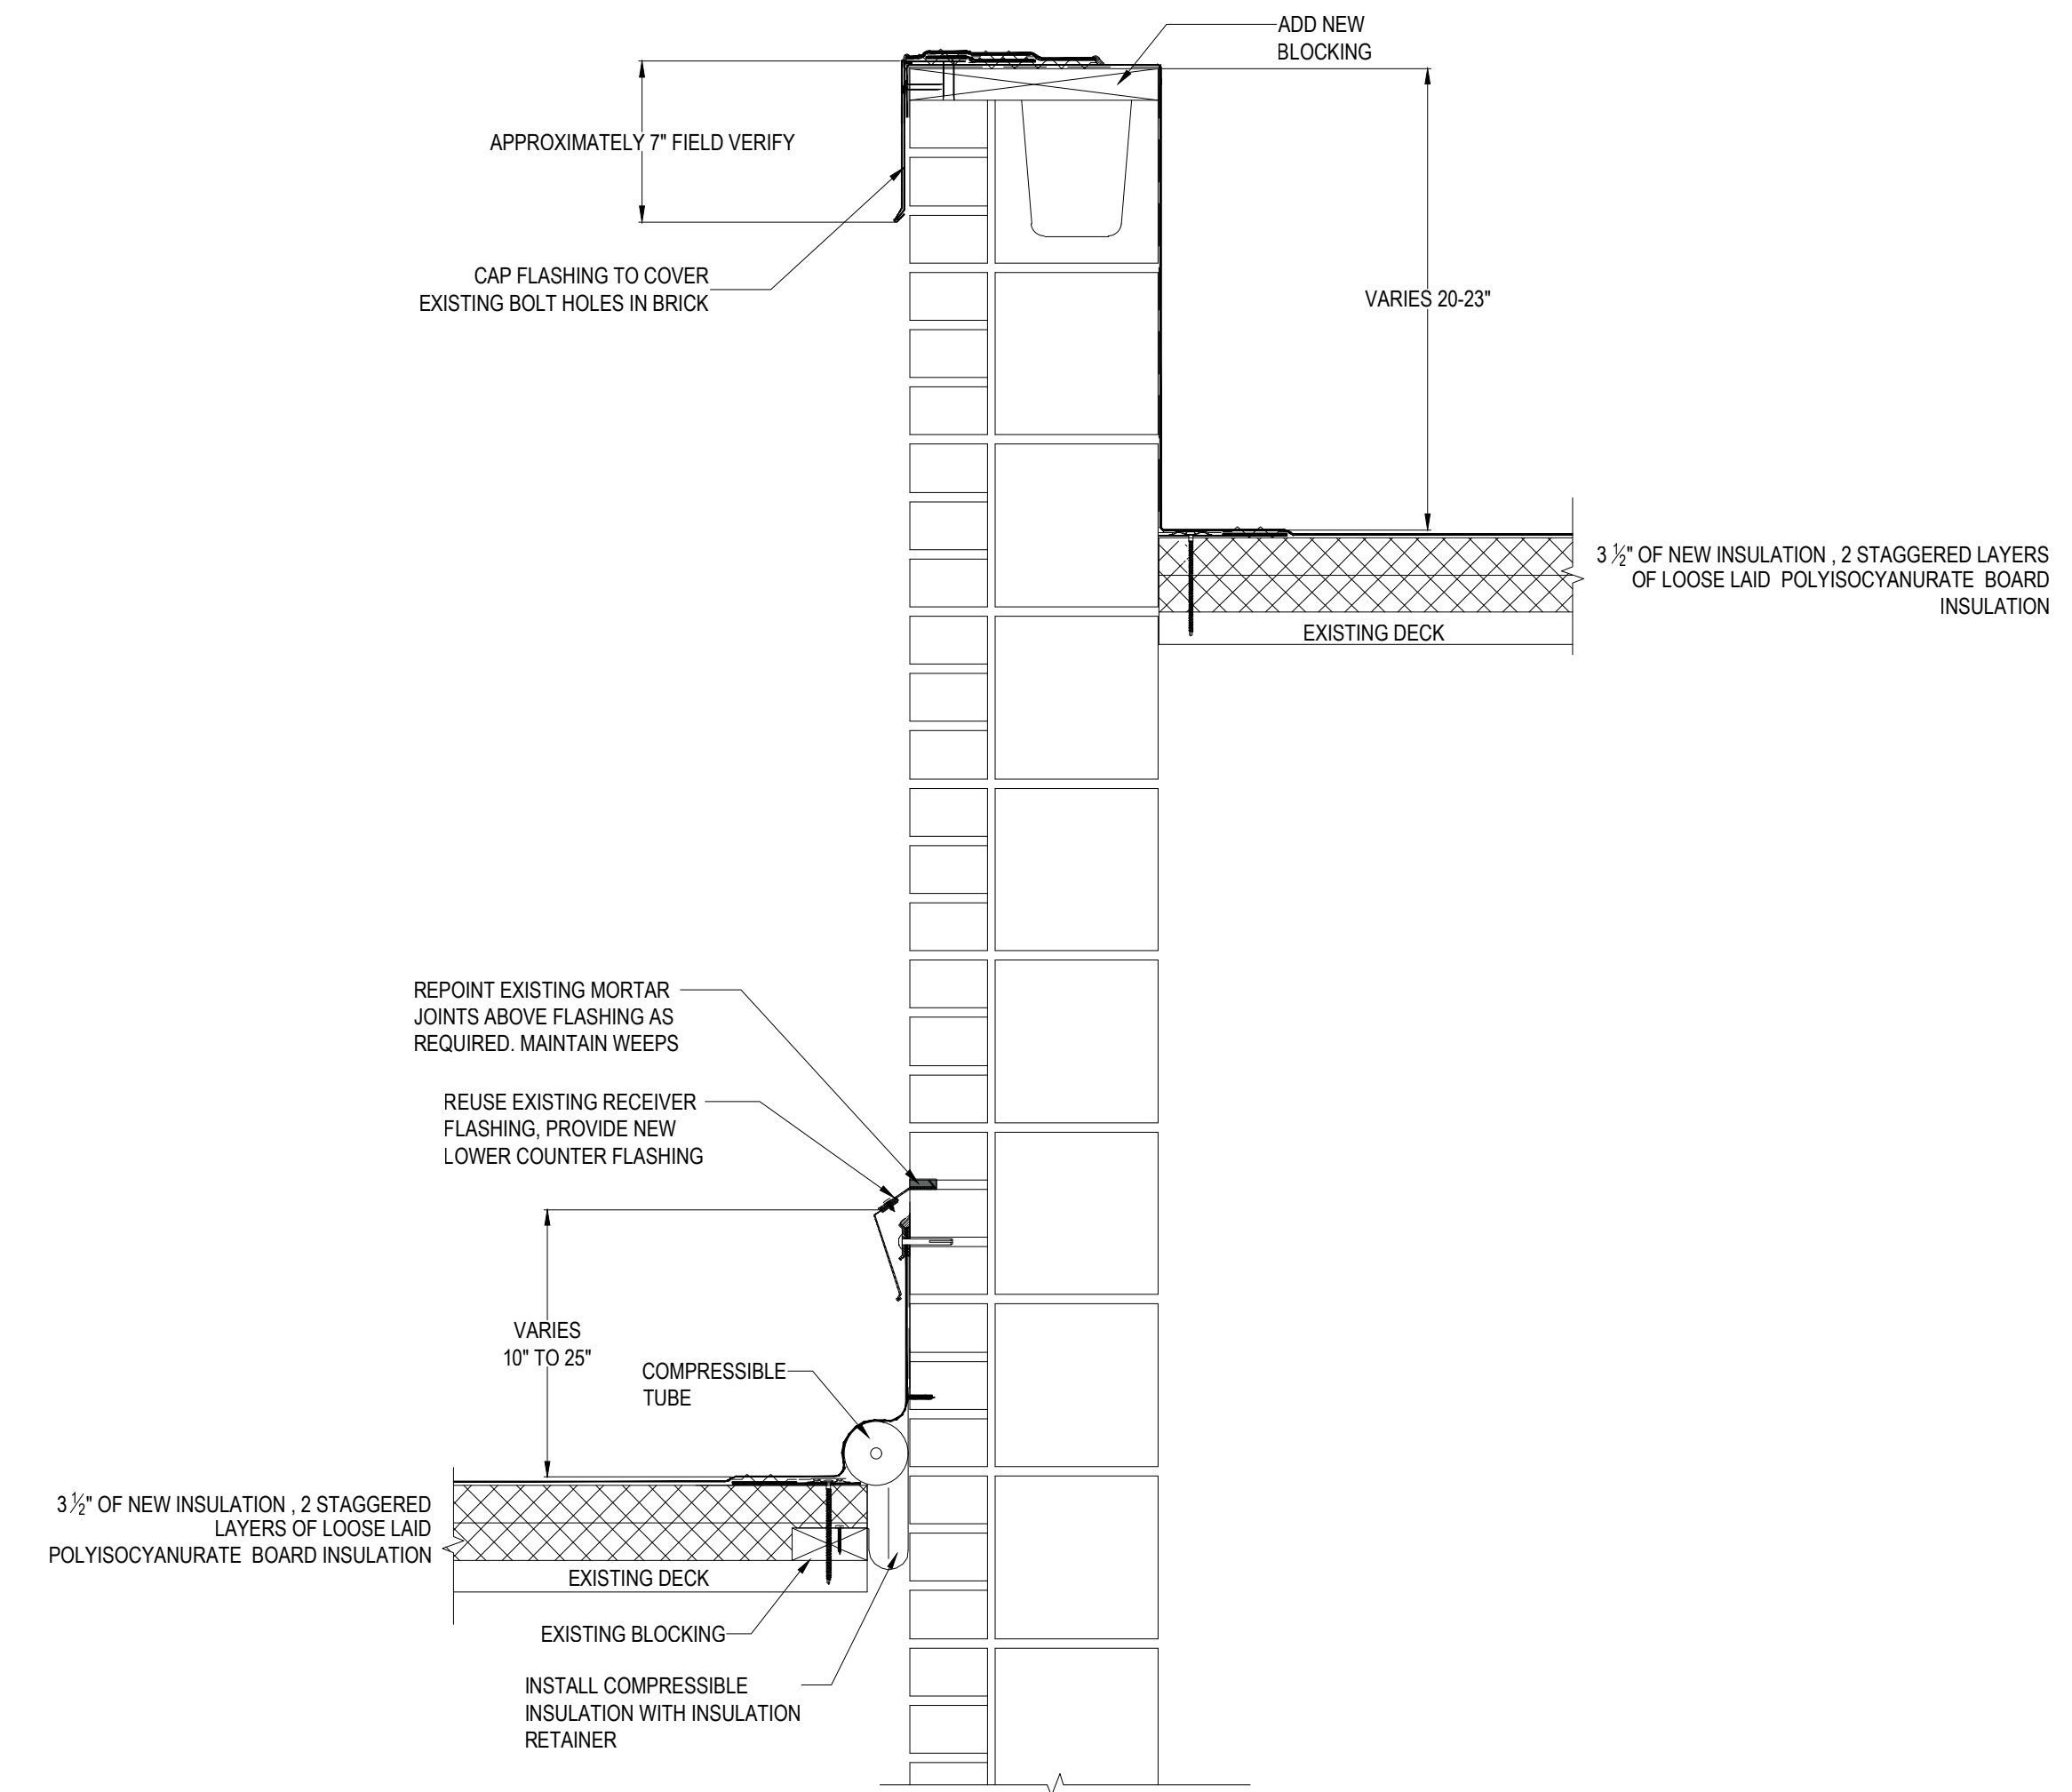 ADD NEW
BLOCKING
APPROXIMATELY 7" FIELD VERIFY
CAP FLASHING TO COVER
EXISTING BOLT HOLES IN BRICK
VARIES 20-23"
3 ½" OF NEW INSULATION , 2 STAGGERED LAYERS
OF LOOSE LAID POLYISOCYANURATE BOARD
INSULATION
EXISTING DECK
REPOINT EXISTING MORTAR
JOINTS ABOVE FLASHING AS
REQUIRED. MAINTAIN WEEPS
REUSE EXISTING RECEIVER
FLASHING, PROVIDE NEW
LOWER COUNTER FLASHING
VARIES
10" TO 25"
COMPRESSIBLE
TUBE
3 ½" OF NEW INSULATION , 2 STAGGERED
LAYERS OF LOOSE LAID
POLYISOCYANURATE BOARD INSULATION
EXISTING DECK
EXISTING BLOCKING
INSTALL COMPRESSIBLE
INSULATION WITH INSULATION
RETAINER